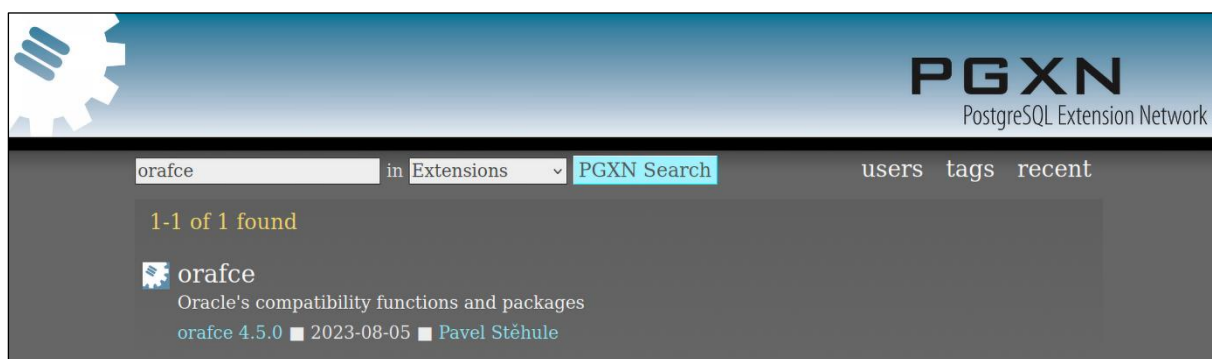 PGXN
PostgreSQL Extension Network
orafce in Extensions PGXN Search users tags recent
1-1 of 1 found
orafce
Oracle's compatibility functions and packages
orafce 4.5.0 ■ 2023-08-05 ■ Pavel Stěhule